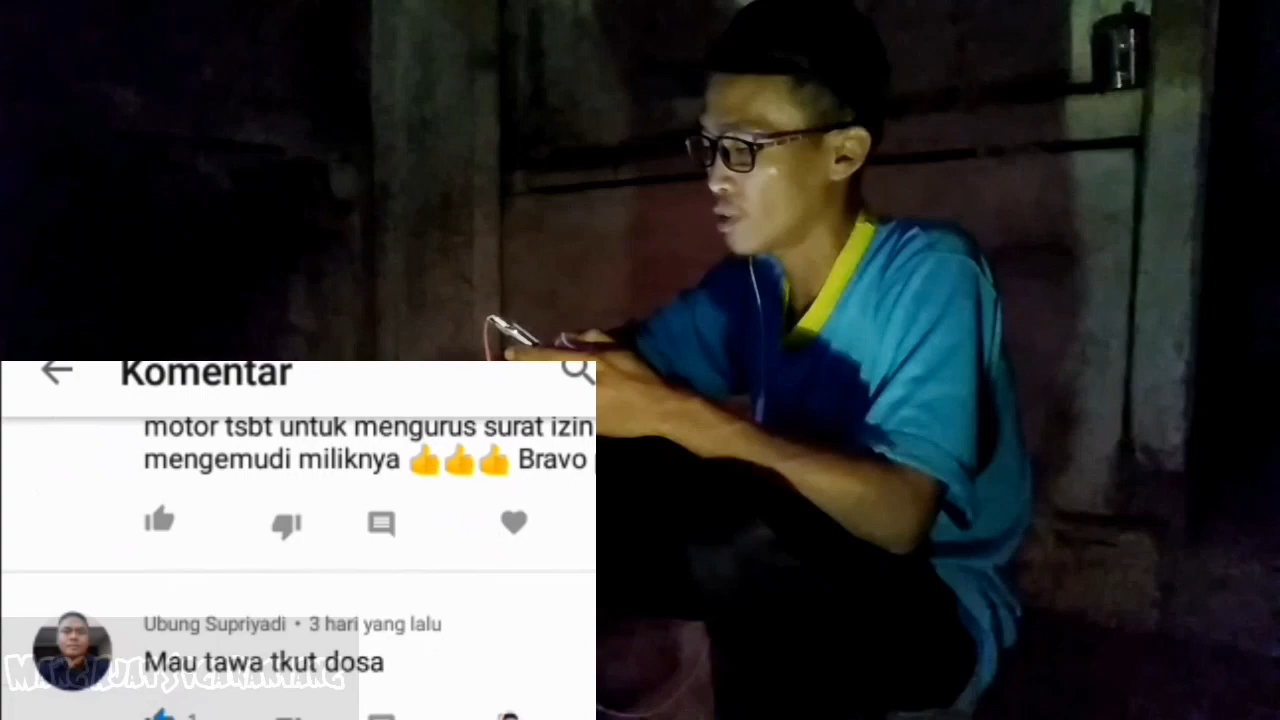 Komentar
motor tsbt untuk mengurus surat izin
mengemudi miliknya 👍👍👍 Bravo
Ubung Supriyadi • 3 hari yang lalu
Mau tawa tkut dosa